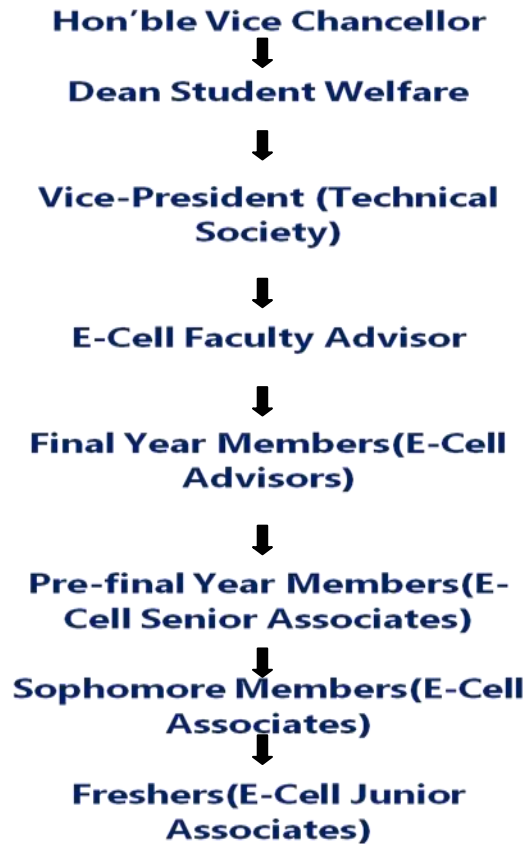 Hon'ble Vice Chancellor
Dean Student Welfare
Vice-President (Technical
Society)
E-Cell Faculty Advisor
Final Year Members(E-Cell
Advisors)
Pre-final Year Members(E-
Cell Senior Associates)
Sophomore Members(E-Cell
Associates)
Freshers(E-Cell Junior
Associates)